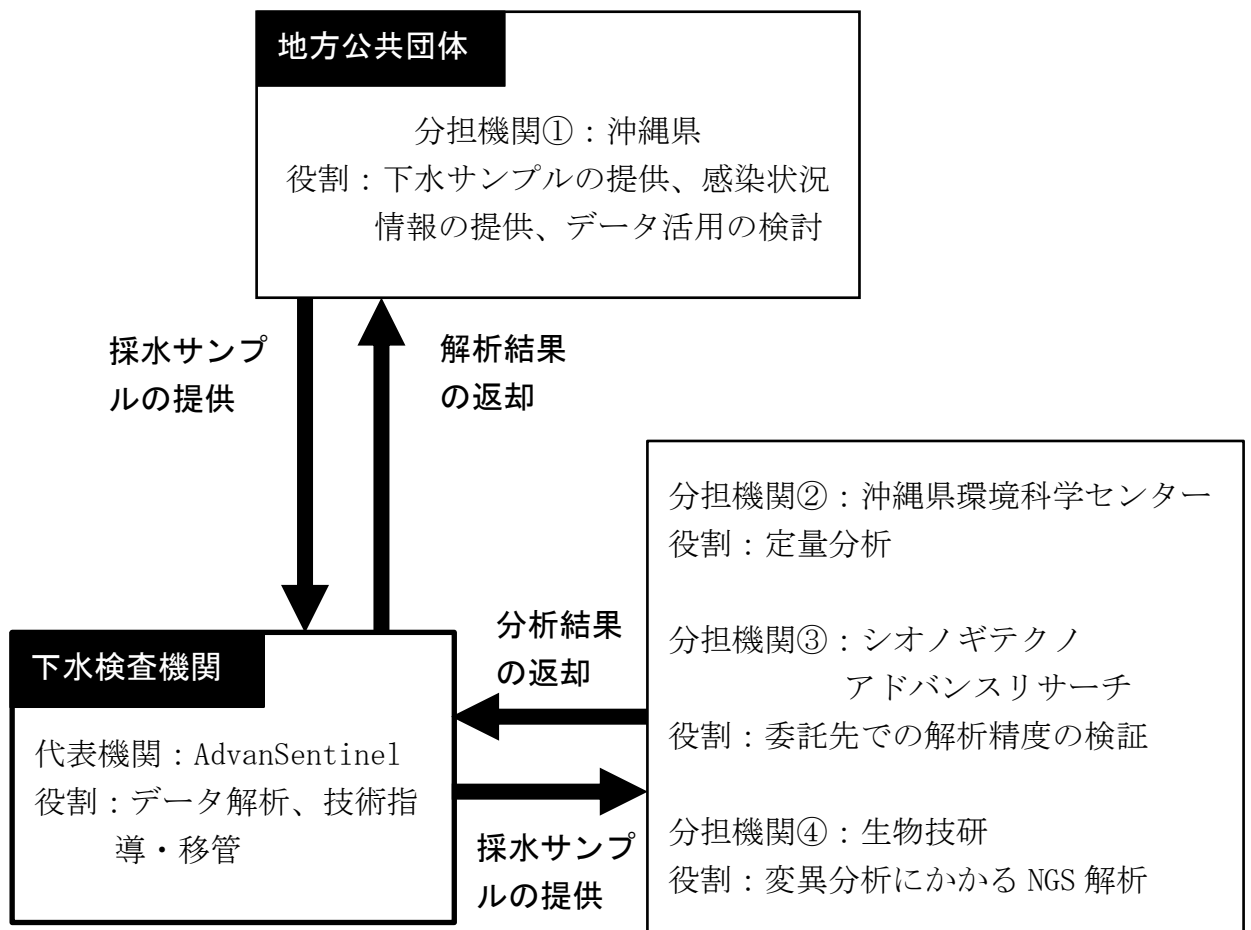 地方公共団体
分担機関①:沖縄県
役割:下水サンプルの提供、感染状況
情報の提供、データ活用の検討
採水サンプ
ルの提供
解析結果
の返却
下水検査機関
代表機関:AdvanSentinel
役割:データ解析、技術指
導・移管
分析結果
の返却
採水サンプ
ルの提供
分担機関②:沖縄県環境科学センター
役割:定量分析
分担機関③:シオノギテクノ
アドバンスリサーチ
役割:委託先での解析精度の検証
分担機関④:生物技研
役割:変異分析にかかる NGS 解析